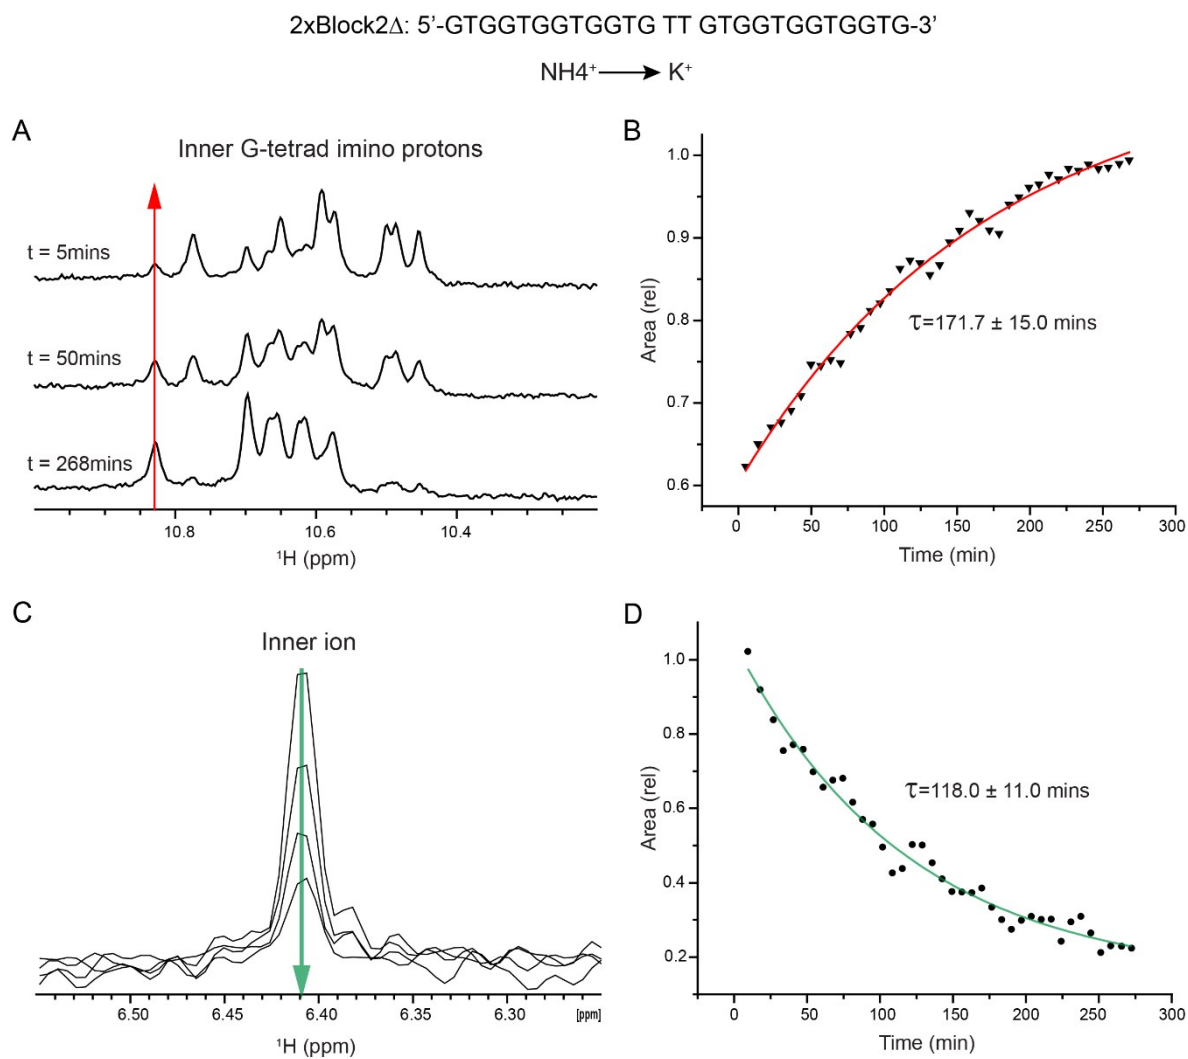 2xBlock2Δ: 5’-GTGGTGGTGGTG TT GTGGTGGTGGTG-3’
NH4⁺ K⁺
A
Inner G-tetrad imino protons
t = 5mins
t = 50mins
t = 268mins
10.8 10.6 10.4
¹H (ppm)
B
1.0
0.9
0.8
0.7
0.6
Area (rel)
τ=171.7 ± 15.0 mins
0 50 100 150 200 250 300
Time (min)
C
Inner ion
6.50 6.45 6.40 6.35 6.30 [ppm]
¹H (ppm)
D
1.0
0.8
0.6
0.4
0.2
Area (rel)
τ=118.0 ± 11.0 mins
0 50 100 150 200 250 300
Time (min)